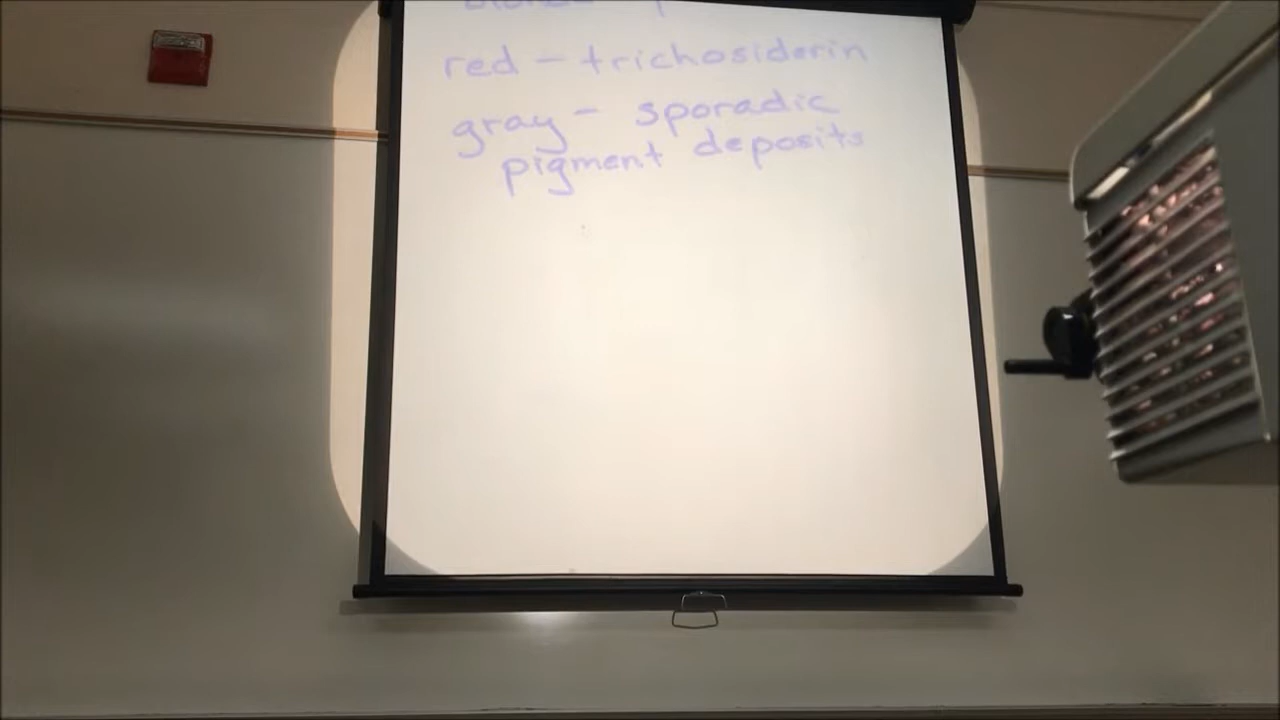 red - trichosiderin
gray - sporadic
pigment deposits